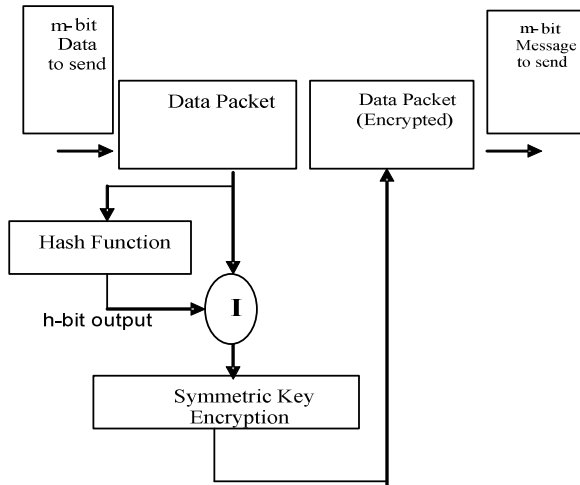 m-bit
Data
to send
Data Packet
Data Packet
(Encrypted)
m-bit
Message
to send
Hash Function
h-bit output
I
Symmetric Key
Encryption